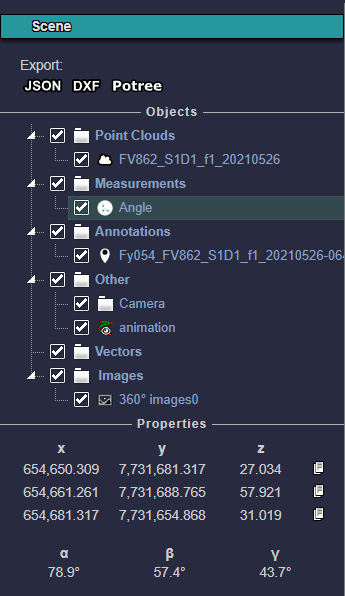 Scene
Export:
JSON DXF Potree
Objects
Point Clouds
FV862_S1D1_f1_20210526
Measurements
Angle
Annotations
Fy054_FV862_S1D1_f1_20210526-064
Other
Camera
animation
Vectors
Images
360° images0
Properties
x y z
654,650.309 7,731,681.317 27.034
654,661.261 7,731,688.765 57.921
654,681.317 7,731,654.868 31.019
α β γ
78.9° 57.4° 43.7°